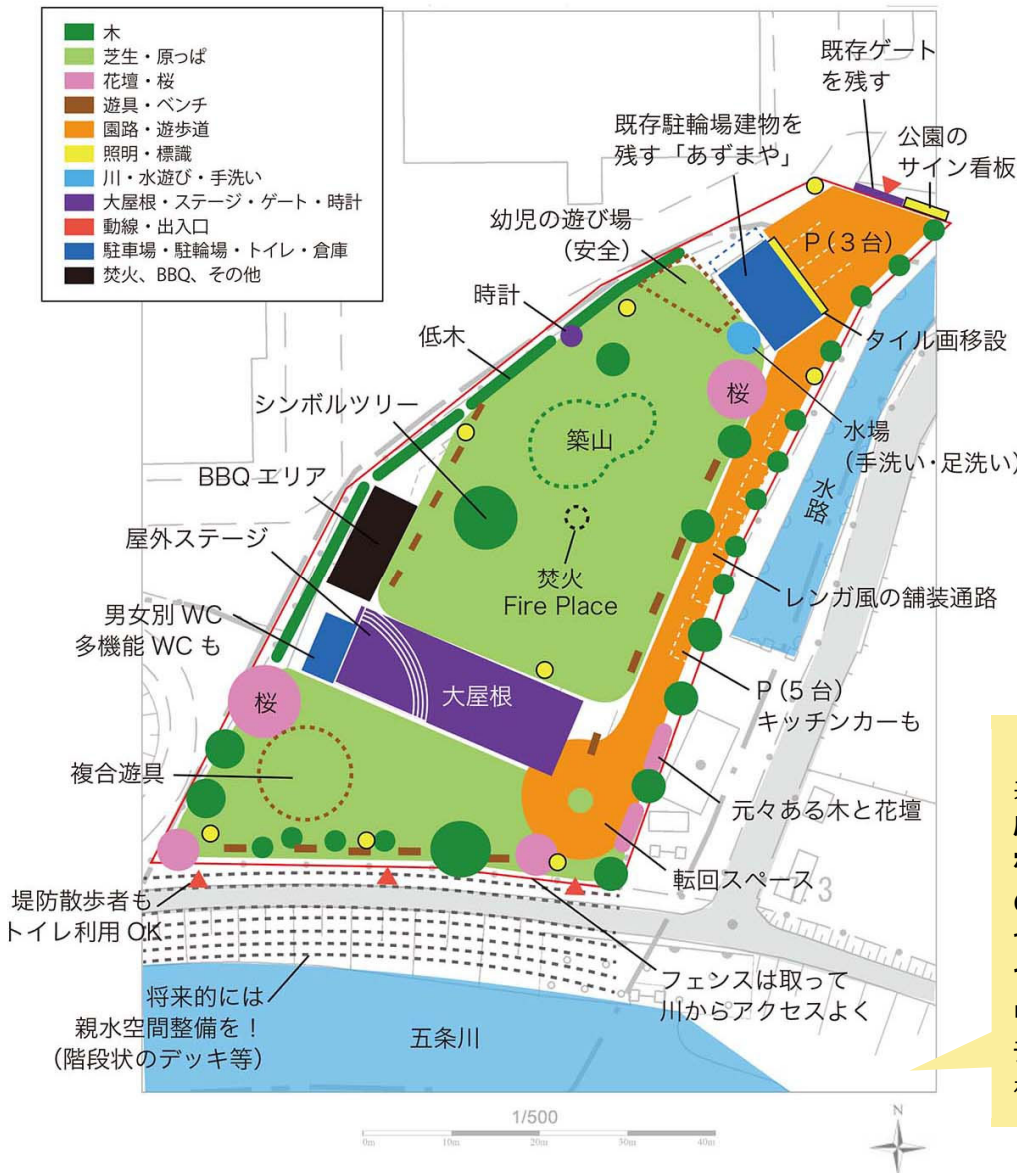 木
芝生・原っぱ
花壇・桜
遊具・ベンチ
園路・遊歩道
照明・標識
川・水遊び・手洗い
大屋根・ステージ・ゲート・時計
動線・出入口
駐車場・駐輪場・トイレ・倉庫
焚火、BBQ、その他
既存ゲート
を残す
公園の
サイン看板
既存駐輪場建物を
残す「あずまや」
幼児の遊び場
（安全）
P（3台）
時計
タイル画移設
低木
シンボルツリー
桜
築山
水場
（手洗い・足洗い）
水路
BBQ エリア
屋外ステージ
焚火
Fire Place
レンガ風の舗装通路
男女別 WC
多機能 WC も
P（5台）
キッチンカーも
大屋根
桜
複合遊具
元々ある木と花壇
転回スペース
3
堤防散歩者も
トイレ利用 OK
フェンスは取って
川からアクセスよく
将来的には
親水空間整備を！
（階段状のデッキ等）
五条川
1/500
0m 10m 20m 30m 40m
N